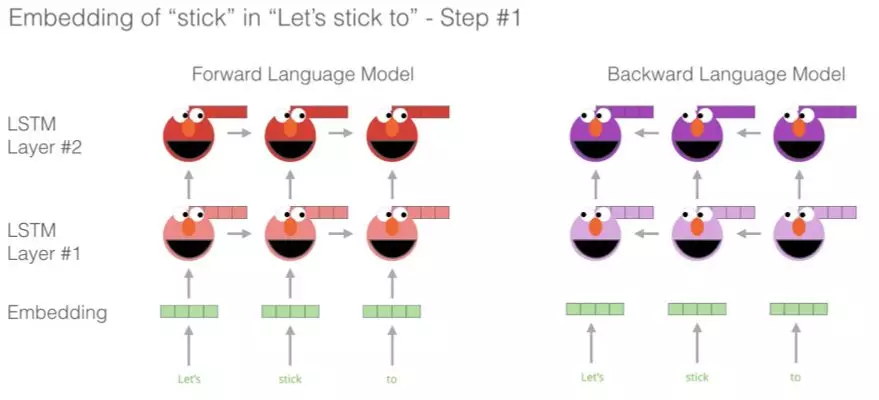 Embedding of “stick” in “Let’s stick to” - Step #1
Forward Language Model
Backward Language Model
LSTM
Layer #2
LSTM
Layer #1
Embedding
Let's
stick
to
Let's
stick
to